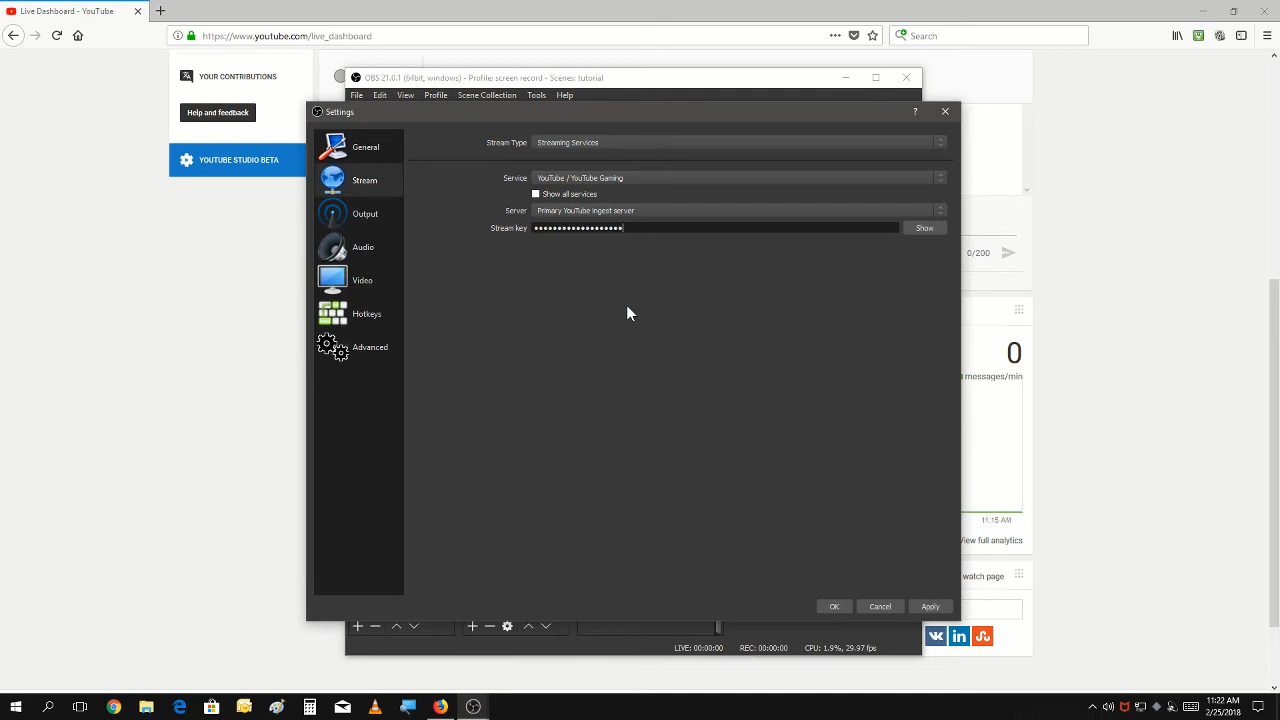 Live Dashboard - YouTube
https://www.youtube.com/live_dashboard
Search
YOUR CONTRIBUTIONS
Help and feedback
YOUTUBE STUDIO BETA
OBS 21.0.1 (64bit, windows) - Profile: screen record - Scenes: tutorial
File Edit View Profile Scene Collection Tools Help
Settings
?
General
Stream
Output
Audio
Video
Hotkeys
Advanced
Stream Type Streaming Services
Service YouTube / YouTube Gaming
Show all services
Server Primary YouTube ingest server
Stream key ••••••••••••••••••• Show
OK Cancel Apply
0/200
0
messages/min
11:15 AM
View full analytics
watch page
LIVE: 00:00:00 REC: 00:00:00 CPU: 1.9%, 29.97 fps
11:22 AM
2/25/2018